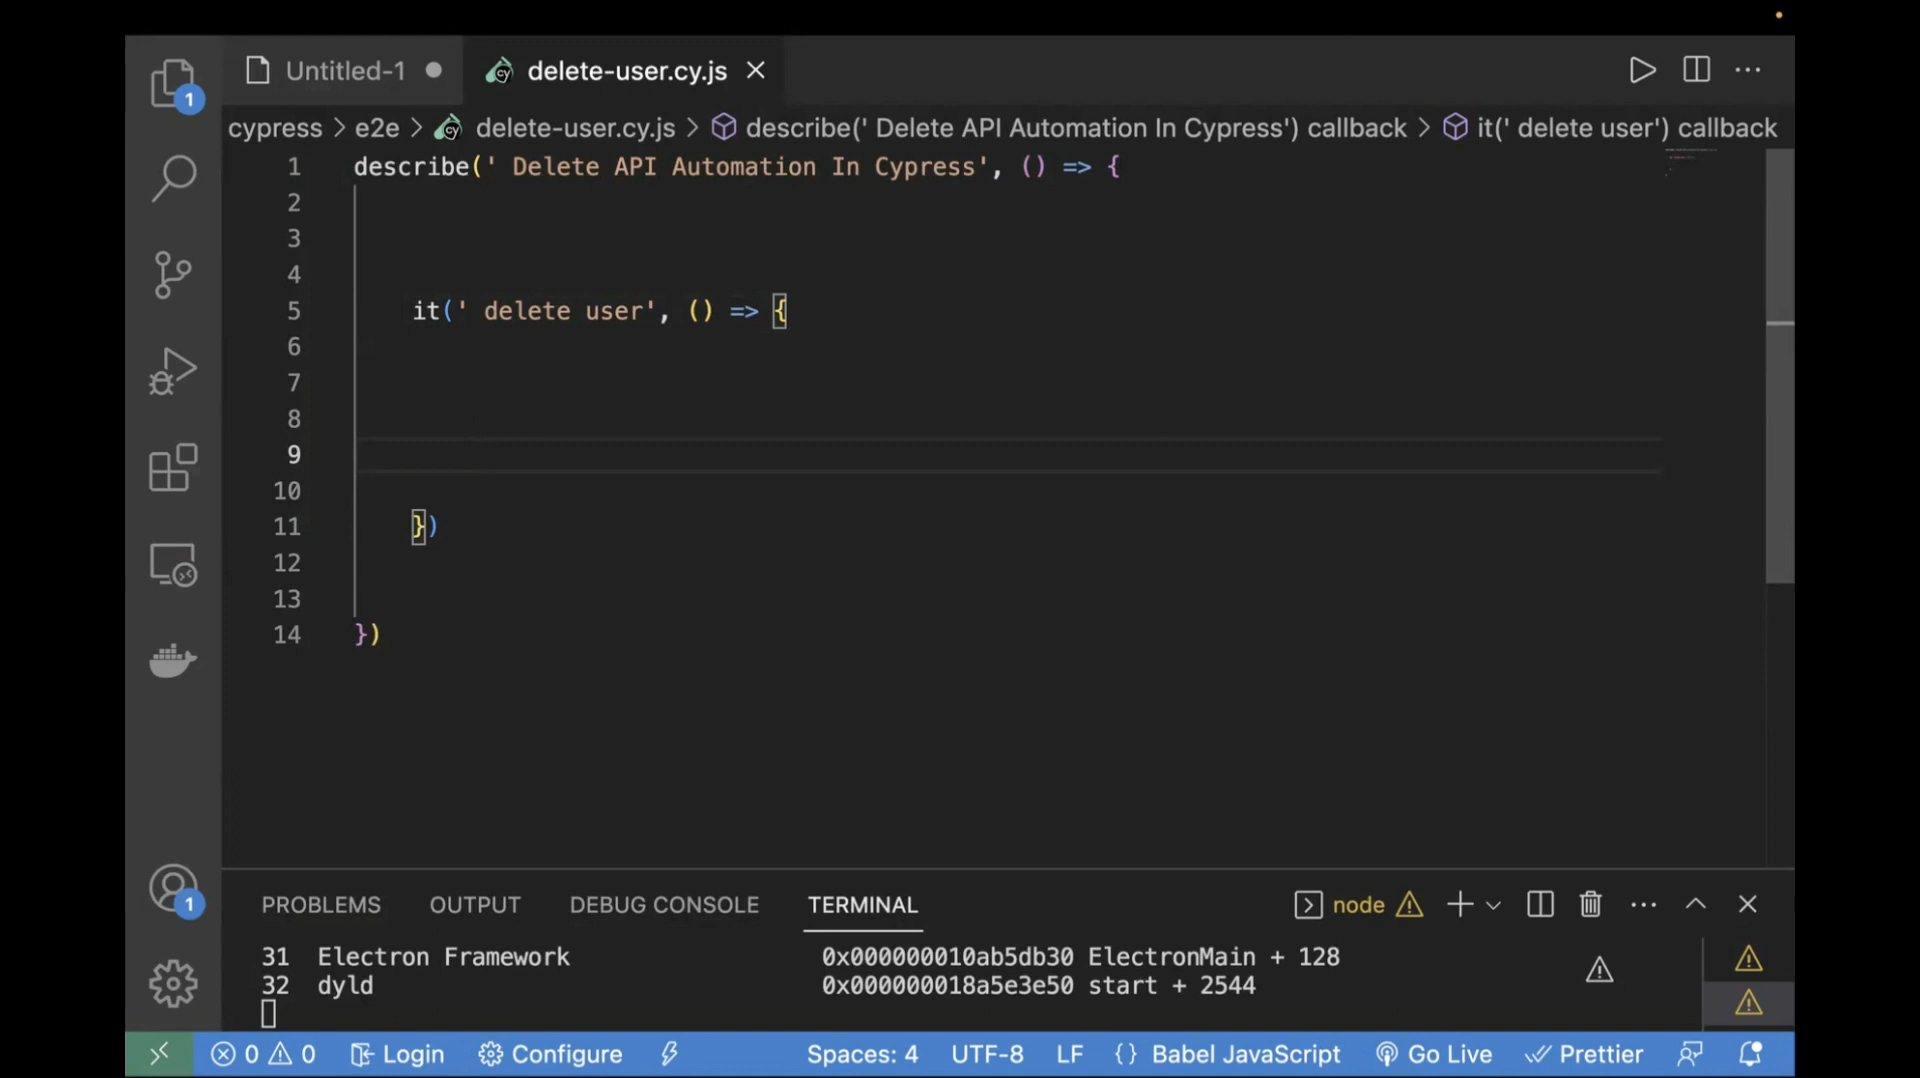 Untitled-1
delete-user.cy.js
cypress > e2e > delete-user.cy.js > describe(' Delete API Automation In Cypress') callback > it(' delete user') callback
1 describe(' Delete API Automation In Cypress', () => {
2
3
4
5 it(' delete user', () => {
6
7
8
9
10
11 })
12
13
14 })
1
1
PROBLEMS OUTPUT DEBUG CONSOLE TERMINAL
node
31 Electron Framework 0x000000010ab5db30 ElectronMain + 128
32 dyld 0x000000018a5e3e50 start + 2544
0 0 Login Configure Spaces: 4 UTF-8 LF {} Babel JavaScript Go Live Prettier